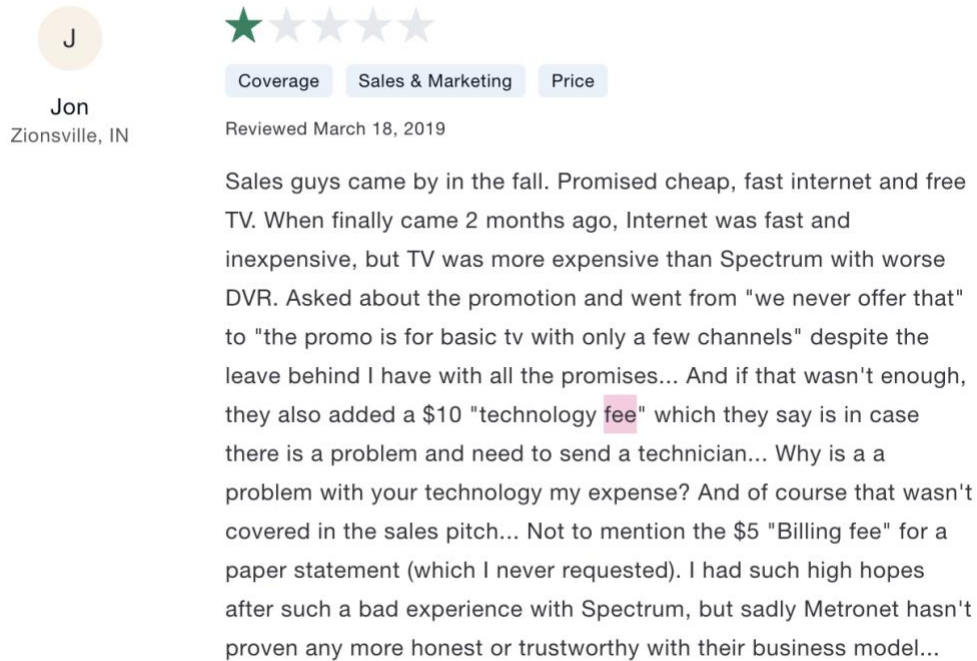 J
Jon
Zionsville, IN
Coverage Sales & Marketing Price
Reviewed March 18, 2019
Sales guys came by in the fall. Promised cheap, fast internet and free
TV. When finally came 2 months ago, Internet was fast and
inexpensive, but TV was more expensive than Spectrum with worse
DVR. Asked about the promotion and went from "we never offer that"
to "the promo is for basic tv with only a few channels" despite the
leave behind I have with all the promises... And if that wasn't enough,
they also added a $10 "technology fee" which they say is in case
there is a problem and need to send a technician... Why is a a
problem with your technology my expense? And of course that wasn't
covered in the sales pitch... Not to mention the $5 "Billing fee" for a
paper statement (which I never requested). I had such high hopes
after such a bad experience with Spectrum, but sadly Metronet hasn't
proven any more honest or trustworthy with their business model...